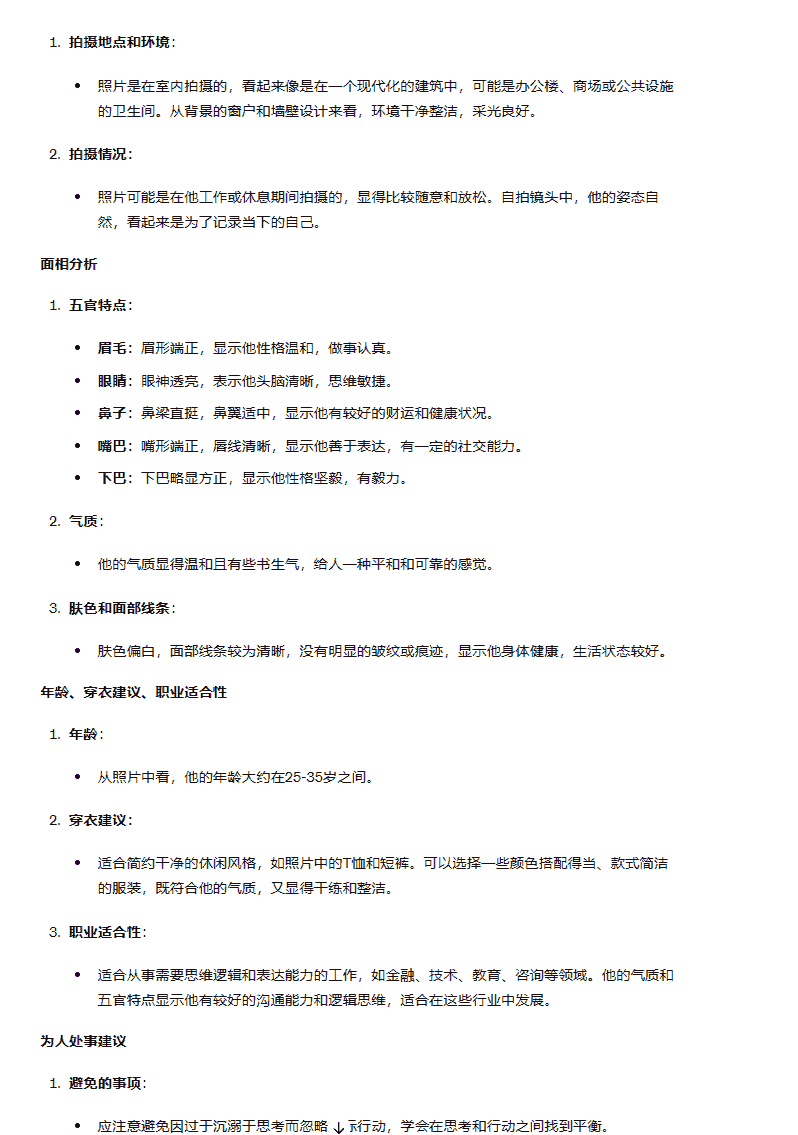 1. 拍摄地点和环境：
• 照片是在室内拍摄的，看起来像是在一个现代化的建筑中，可能是办公楼、商场或公共设施
的卫生间。从背景的窗户和墙壁设计来看，环境干净整洁，采光良好。
2. 拍摄情况：
• 照片可能是在他工作或休息期间拍摄的，显得比较随意和放松。自拍镜头中，他的姿态自
然，看起来是为了记录当下的自己。
面相分析
1. 五官特点：
• 眉毛：眉形端正，显示他性格温和，做事认真。
• 眼睛：眼神透亮，表示他头脑清晰，思维敏捷。
• 鼻子：鼻梁直挺，鼻翼适中，显示他有较好的财运和健康状况。
• 嘴巴：嘴形端正，唇线清晰，显示他善于表达，有一定的社交能力。
• 下巴：下巴略显方正，显示他性格坚毅，有毅力。
2. 气质：
• 他的气质显得温和且有些书生气，给人一种平和和可靠的感觉。
3. 肤色和面部线条：
• 肤色偏白，面部线条较为清晰，没有明显的皱纹或痕迹，显示他身体健康，生活状态较好。
年龄、穿衣建议、职业适合性
1. 年龄：
• 从照片中看，他的年龄大约在25-35岁之间。
2. 穿衣建议：
• 适合简约干净的休闲风格，如照片中的T恤和短裤。可以选择一些颜色搭配得当、款式简洁
的服装，既符合他的气质，又显得干练和整洁。
3. 职业适合性：
• 适合从事需要思维逻辑和表达能力的工作，如金融、技术、教育、咨询等领域。他的气质和
五官特点显示他有较好的沟通能力和逻辑思维，适合在这些行业中发展。
为人处事建议
1. 避免的事项：
• 应注意避免因过于沉溺于思考而忽略 行动，学会在思考和行动之间找到平衡。